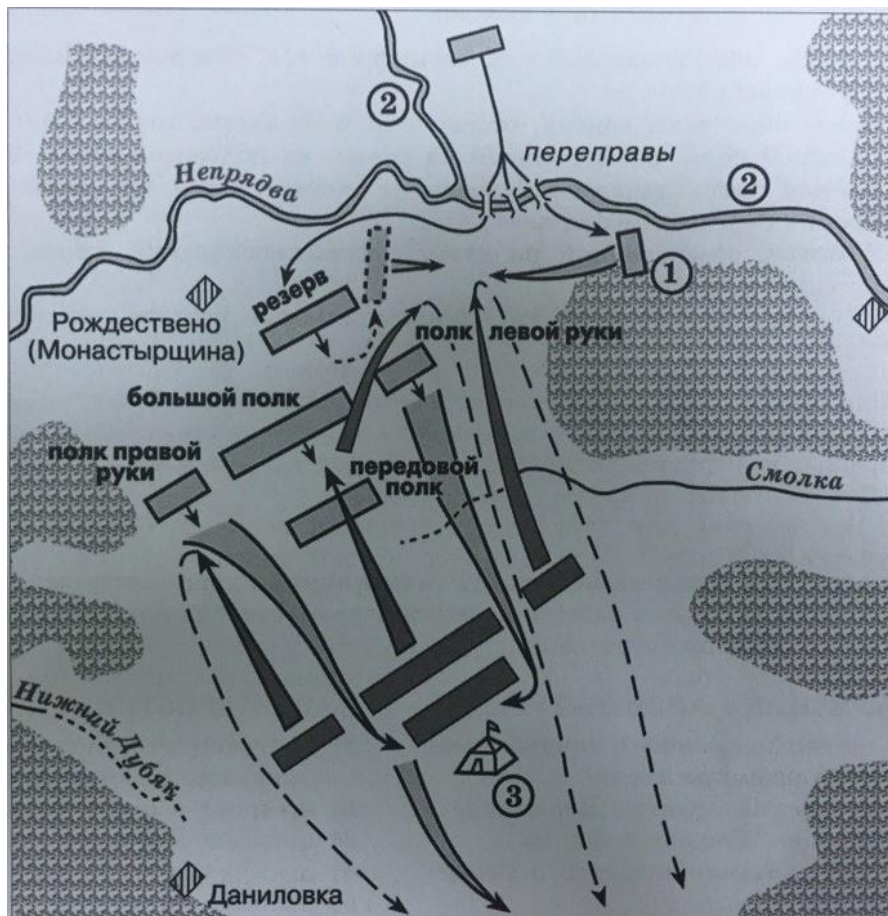 2
переправы
Непрядва
2
1
резерв
Рождествено
(Монастырщина)
полк левой руки
большой полк
полк правой
руки
передовой
полк
Смолка
Нижний Дубяк
3
Даниловка